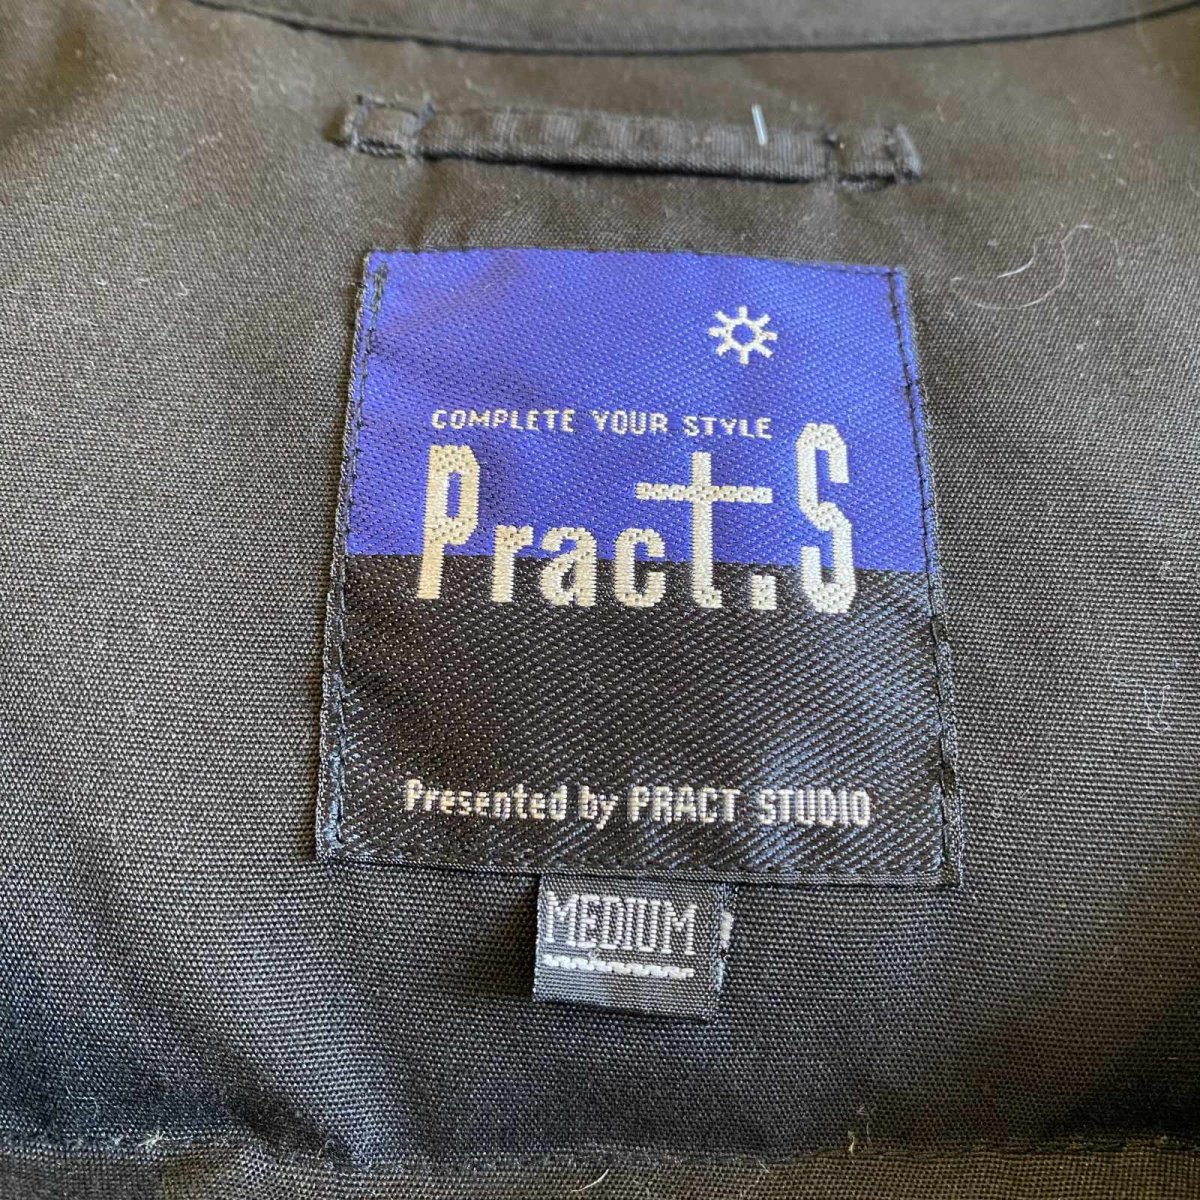 COMPLETE YOUR STYLE
Pract.S
Presented by PRACT STUDIO
MEDIUM